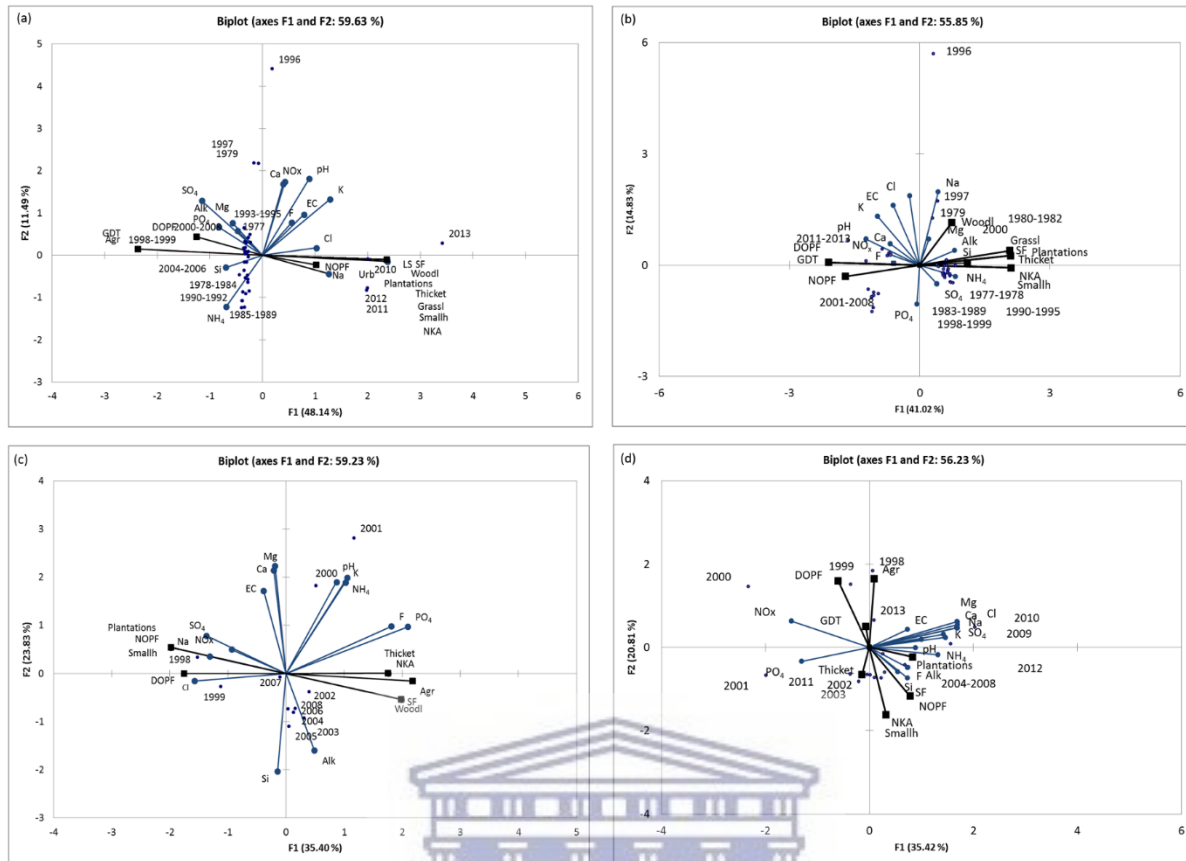 (a)
Biplot (axes F1 and F2: 59.63 %)
5
4
3
2
1
0
-1
-2
-3
F2 (11.49 %)
1996
1997
1979
Ca NOx pH
K
SO₄
Alk Mg
EC
F
PO₄ 1993-1995
DOPF 2000-2008 1977
Cl
2013
GDT
Agr 1998-1999
2004-2006 Si
NOPF
Na
2010 LS SF
Urb Woodl
Plantations
1978-1984
1990-1992
2012 Thicket
2011 Grassl
NH₄ 1985-1989
Smallh
NKA
-4 -3 -2 -1 0 1 2 3 4 5 6
F1 (48.14 %)
(b)
Biplot (axes F1 and F2: 55.85 %)
6
3
0
-3
F2 (14.83 %)
1996
Cl Na
EC
K
1997
1979
Woodl 1980-1982
Mg
2000
pH Ca
2011-2013
NOx
Alk Grassl
SF
DOPF
F
Si Plantations
GDT
Thicket
NOPF
NH₄ NKA
Smallh
2001-2008
SO₄ 1977-1978
PO₄ 1983-1989 1990-1995
1998-1999
-6 -3 0 3 6
F1 (41.02 %)
(c)
Biplot (axes F1 and F2: 59.23 %)
4
3
2
1
0
-1
-2
-3
F2 (23.83 %)
2001
Mg
Ca
2000 pH
K
NH₄
EC
F PO₄
Plantations SO₄
NOPF Na NOx
Smallh
1998
Thicket
NKA
DOPF
Cl
1999
2007
2002
Agr
SF
Woodl
2008
2006
2004 2003
2005
Alk
Si
-3 -2 -1 0 1 2 3 4
F1 (35.40 %)
(d)
Biplot (axes F1 and F2: 56.23 %)
4
2
0
-2
-4
F2 (20.81 %)
2000
1999 1998
DOPF Agr
NOx
GDT 2013
EC
Mg
Ca Cl 2010
Na
K SO₄ 2009
pH
PO₄
NH₄
Thicket Plantations 2012
2001 2011 2002 F Alk
2003 Si 2004-2008
SF
NOPF
NKA
Smallh
-4 -2 0 2 4 6
F1 (35.42 %)